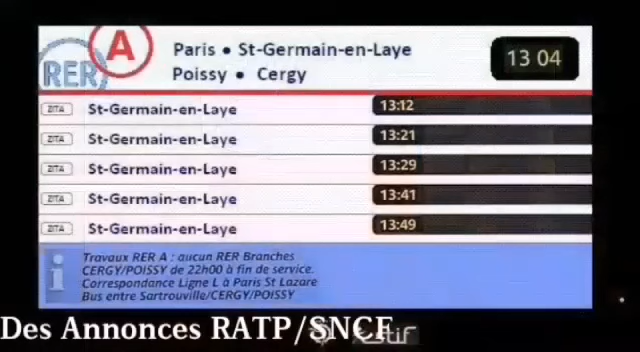 RER A
Paris • St-Germain-en-Laye
Poissy • Cergy
13 04
ZITA St-Germain-en-Laye 13:12
ZITA St-Germain-en-Laye 13:21
ZITA St-Germain-en-Laye 13:29
ZITA St-Germain-en-Laye 13:41
ZITA St-Germain-en-Laye 13:49
i
Travaux RER A : aucun RER Branches
CERGY/POISSY de 22h00 à fin de service.
Correspondance Ligne L à Paris St Lazare
Bus entre Sartrouville/CERGY/POISSY
Des Annonces RATP/SNCF